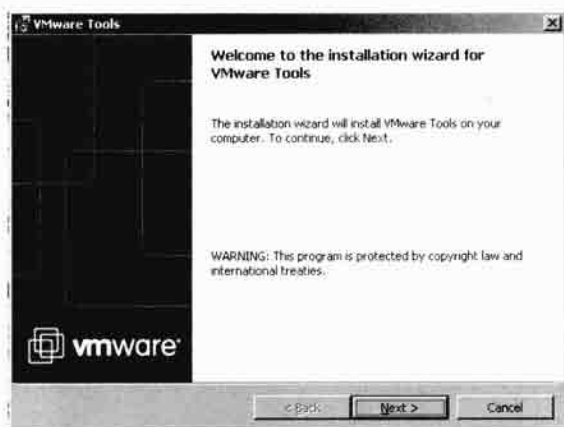 VMware Tools
Welcome to the installation wizard for
VMware Tools
The installation wizard will install VMware Tools on your
computer. To continue, click Next.
WARNING: This program is protected by copyright law and
international treaties.
vmware
< Back
Next >
Cancel